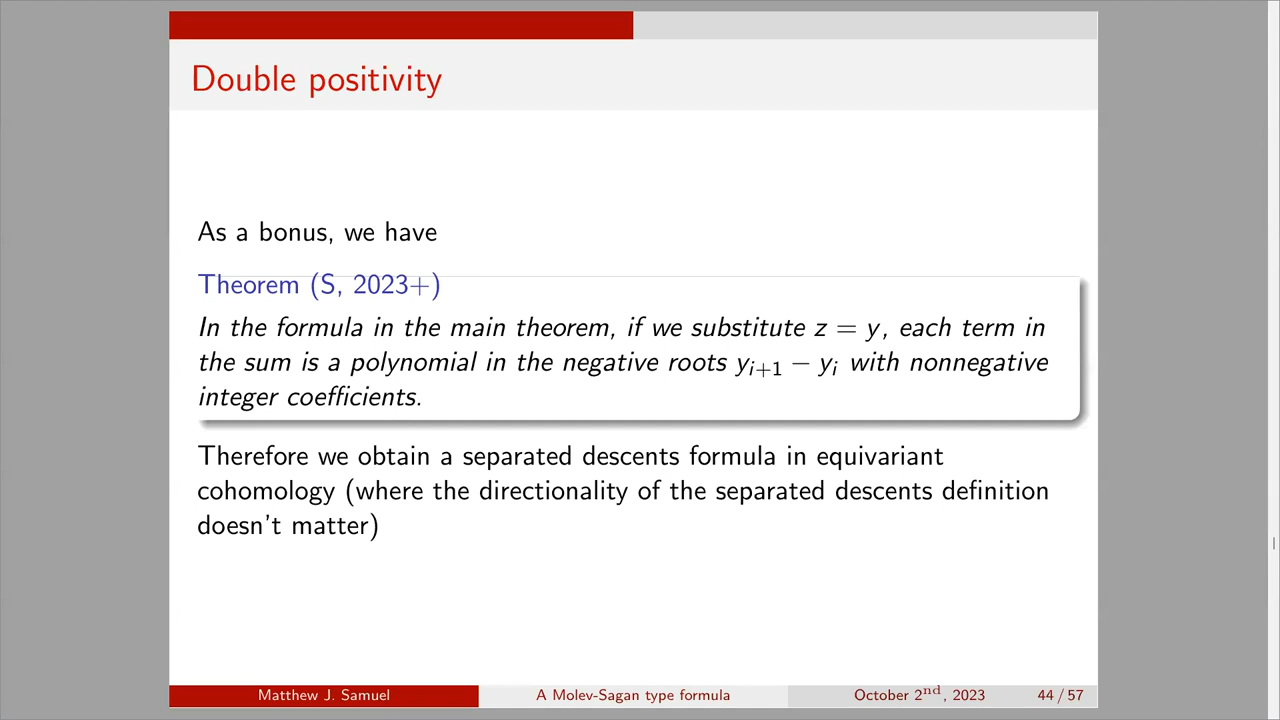 Double positivity
As a bonus, we have
Theorem (S, 2023+)
In the formula in the main theorem, if we substitute z = y, each term in
the sum is a polynomial in the negative roots y_{i+1} − y_i with nonnegative
integer coefficients.
Therefore we obtain a separated descents formula in equivariant
cohomology (where the directionality of the separated descents definition
doesn't matter)
Matthew J. Samuel A Molev-Sagan type formula October 2nd, 2023 44 / 57